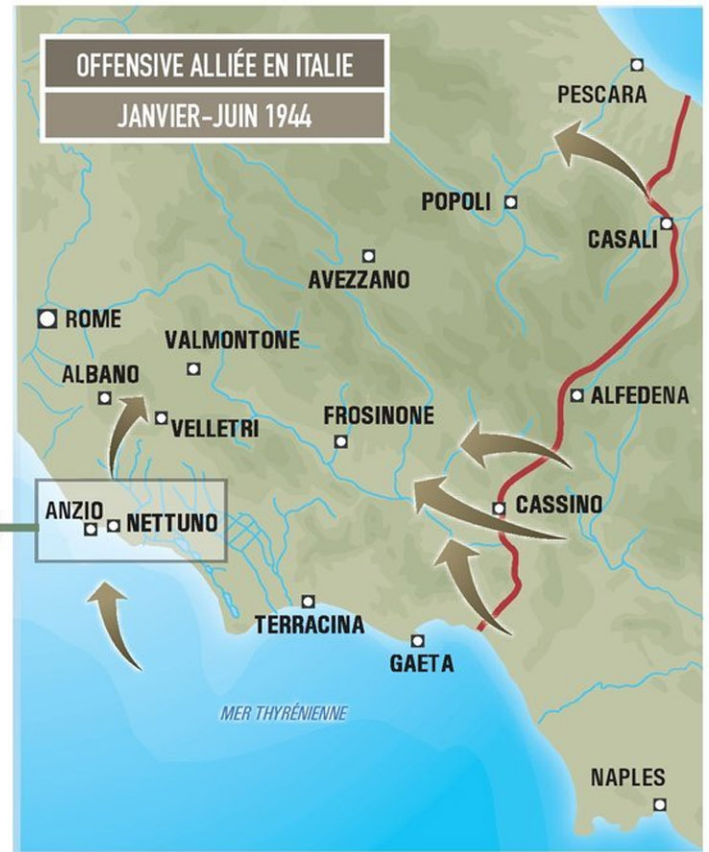 OFFENSIVE ALLIÉE EN ITALIE
JANVIER-JUIN 1944
PESCARA
POPOLI
CASALI
AVEZZANO
ROME
VALMONTONE
ALBANO
ALFEDENA
VELLETRI
FROSINONE
CASSINO
ANZIO
NETTUNO
TERRACINA
GAETA
MER THYRÉNIENNE
NAPLES